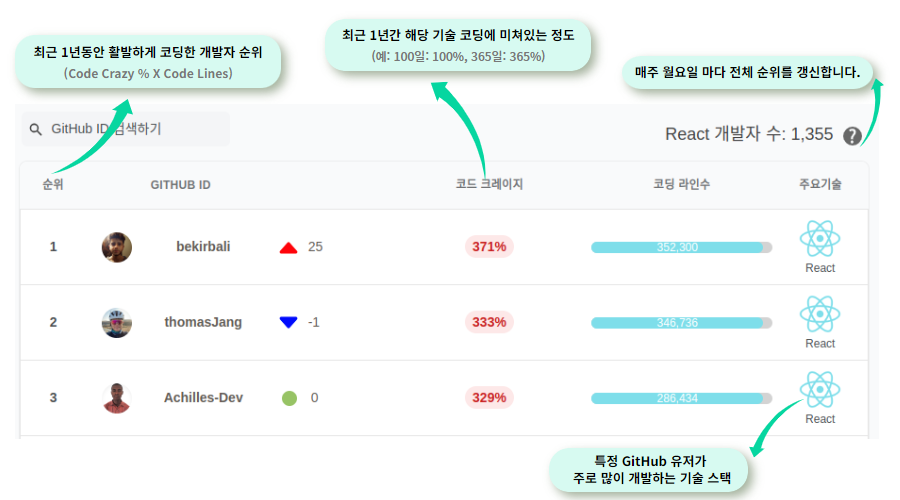 최근 1년동안 활발하게 코딩한 개발자 순위
(Code Crazy % X Code Lines)
최근 1년간 해당 기술 코딩에 미쳐있는 정도
(예: 100일: 100%, 365일: 365%)
매주 월요일 마다 전체 순위를 갱신합니다.
GitHub ID 검색하기
React 개발자 수: 1,355 ?
순위 GITHUB ID 코드 크레이지 코딩 라인수 주요기술
1 bekirbali 25 371% 352,300
React
2 thomasJang -1 333% 346,736
React
3 Achilles-Dev 0 329% 286,434
React
특정 GitHub 유저가
주로 많이 개발하는 기술 스택